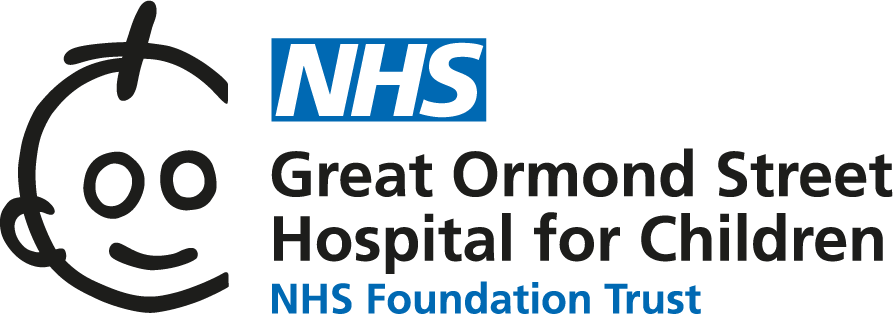 NHS
Great Ormond Street
Hospital for Children
NHS Foundation Trust